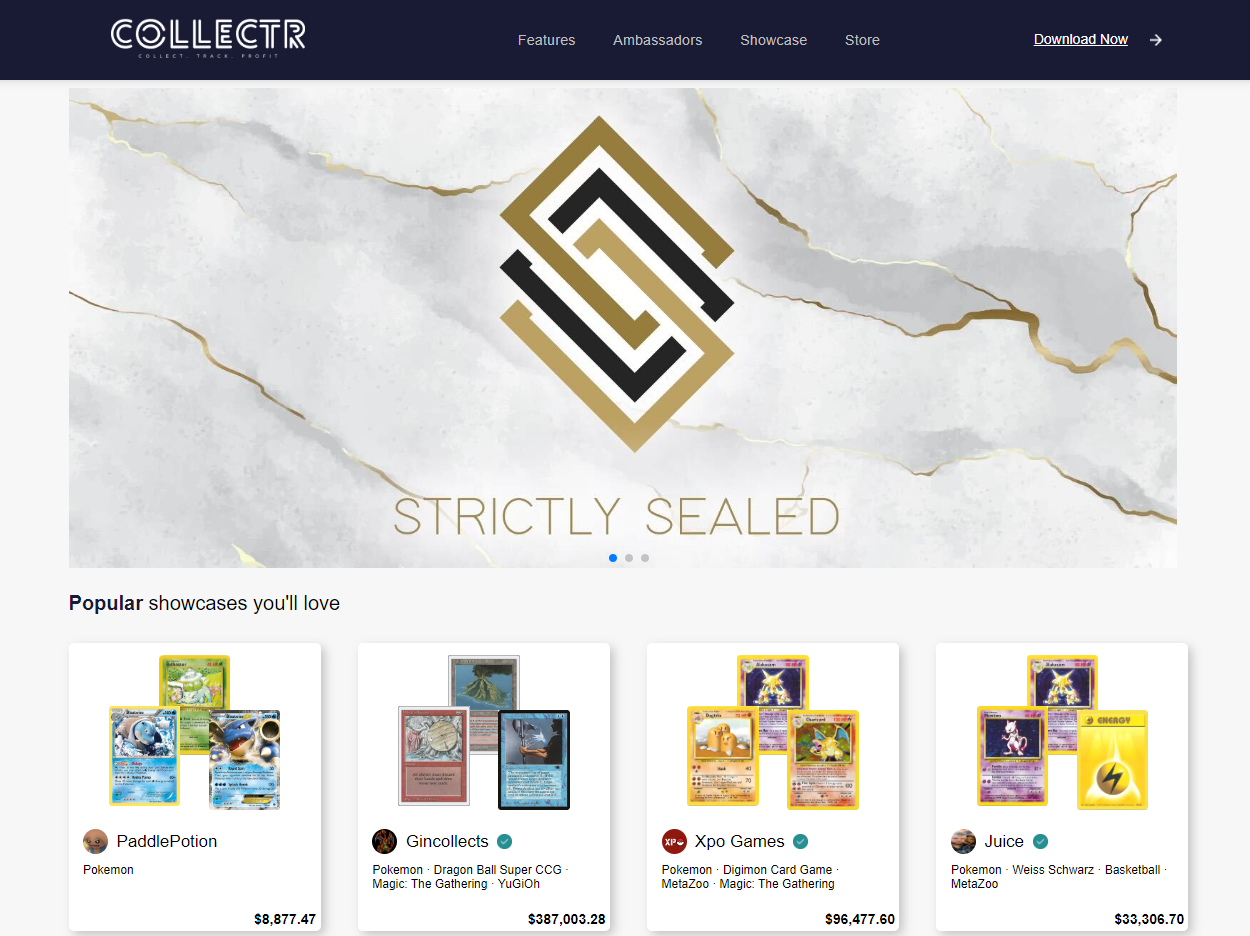 COLLECTR
COLLECT. TRACK. PROFIT
Features
Ambassadors
Showcase
Store
Download Now
STRICTLY SEALED
Popular showcases you'll love
ENERGY
PaddlePotion
Pokemon
$8,877.47
Gincollects
Pokemon · Dragon Ball Super CCG ·
Magic: The Gathering · YuGiOh
$387,003.28
XPO
Xpo Games
Pokemon · Digimon Card Game ·
MetaZoo · Magic: The Gathering
$96,477.60
Juice
Pokemon · Weiss Schwarz · Basketball ·
MetaZoo
$33,306.70